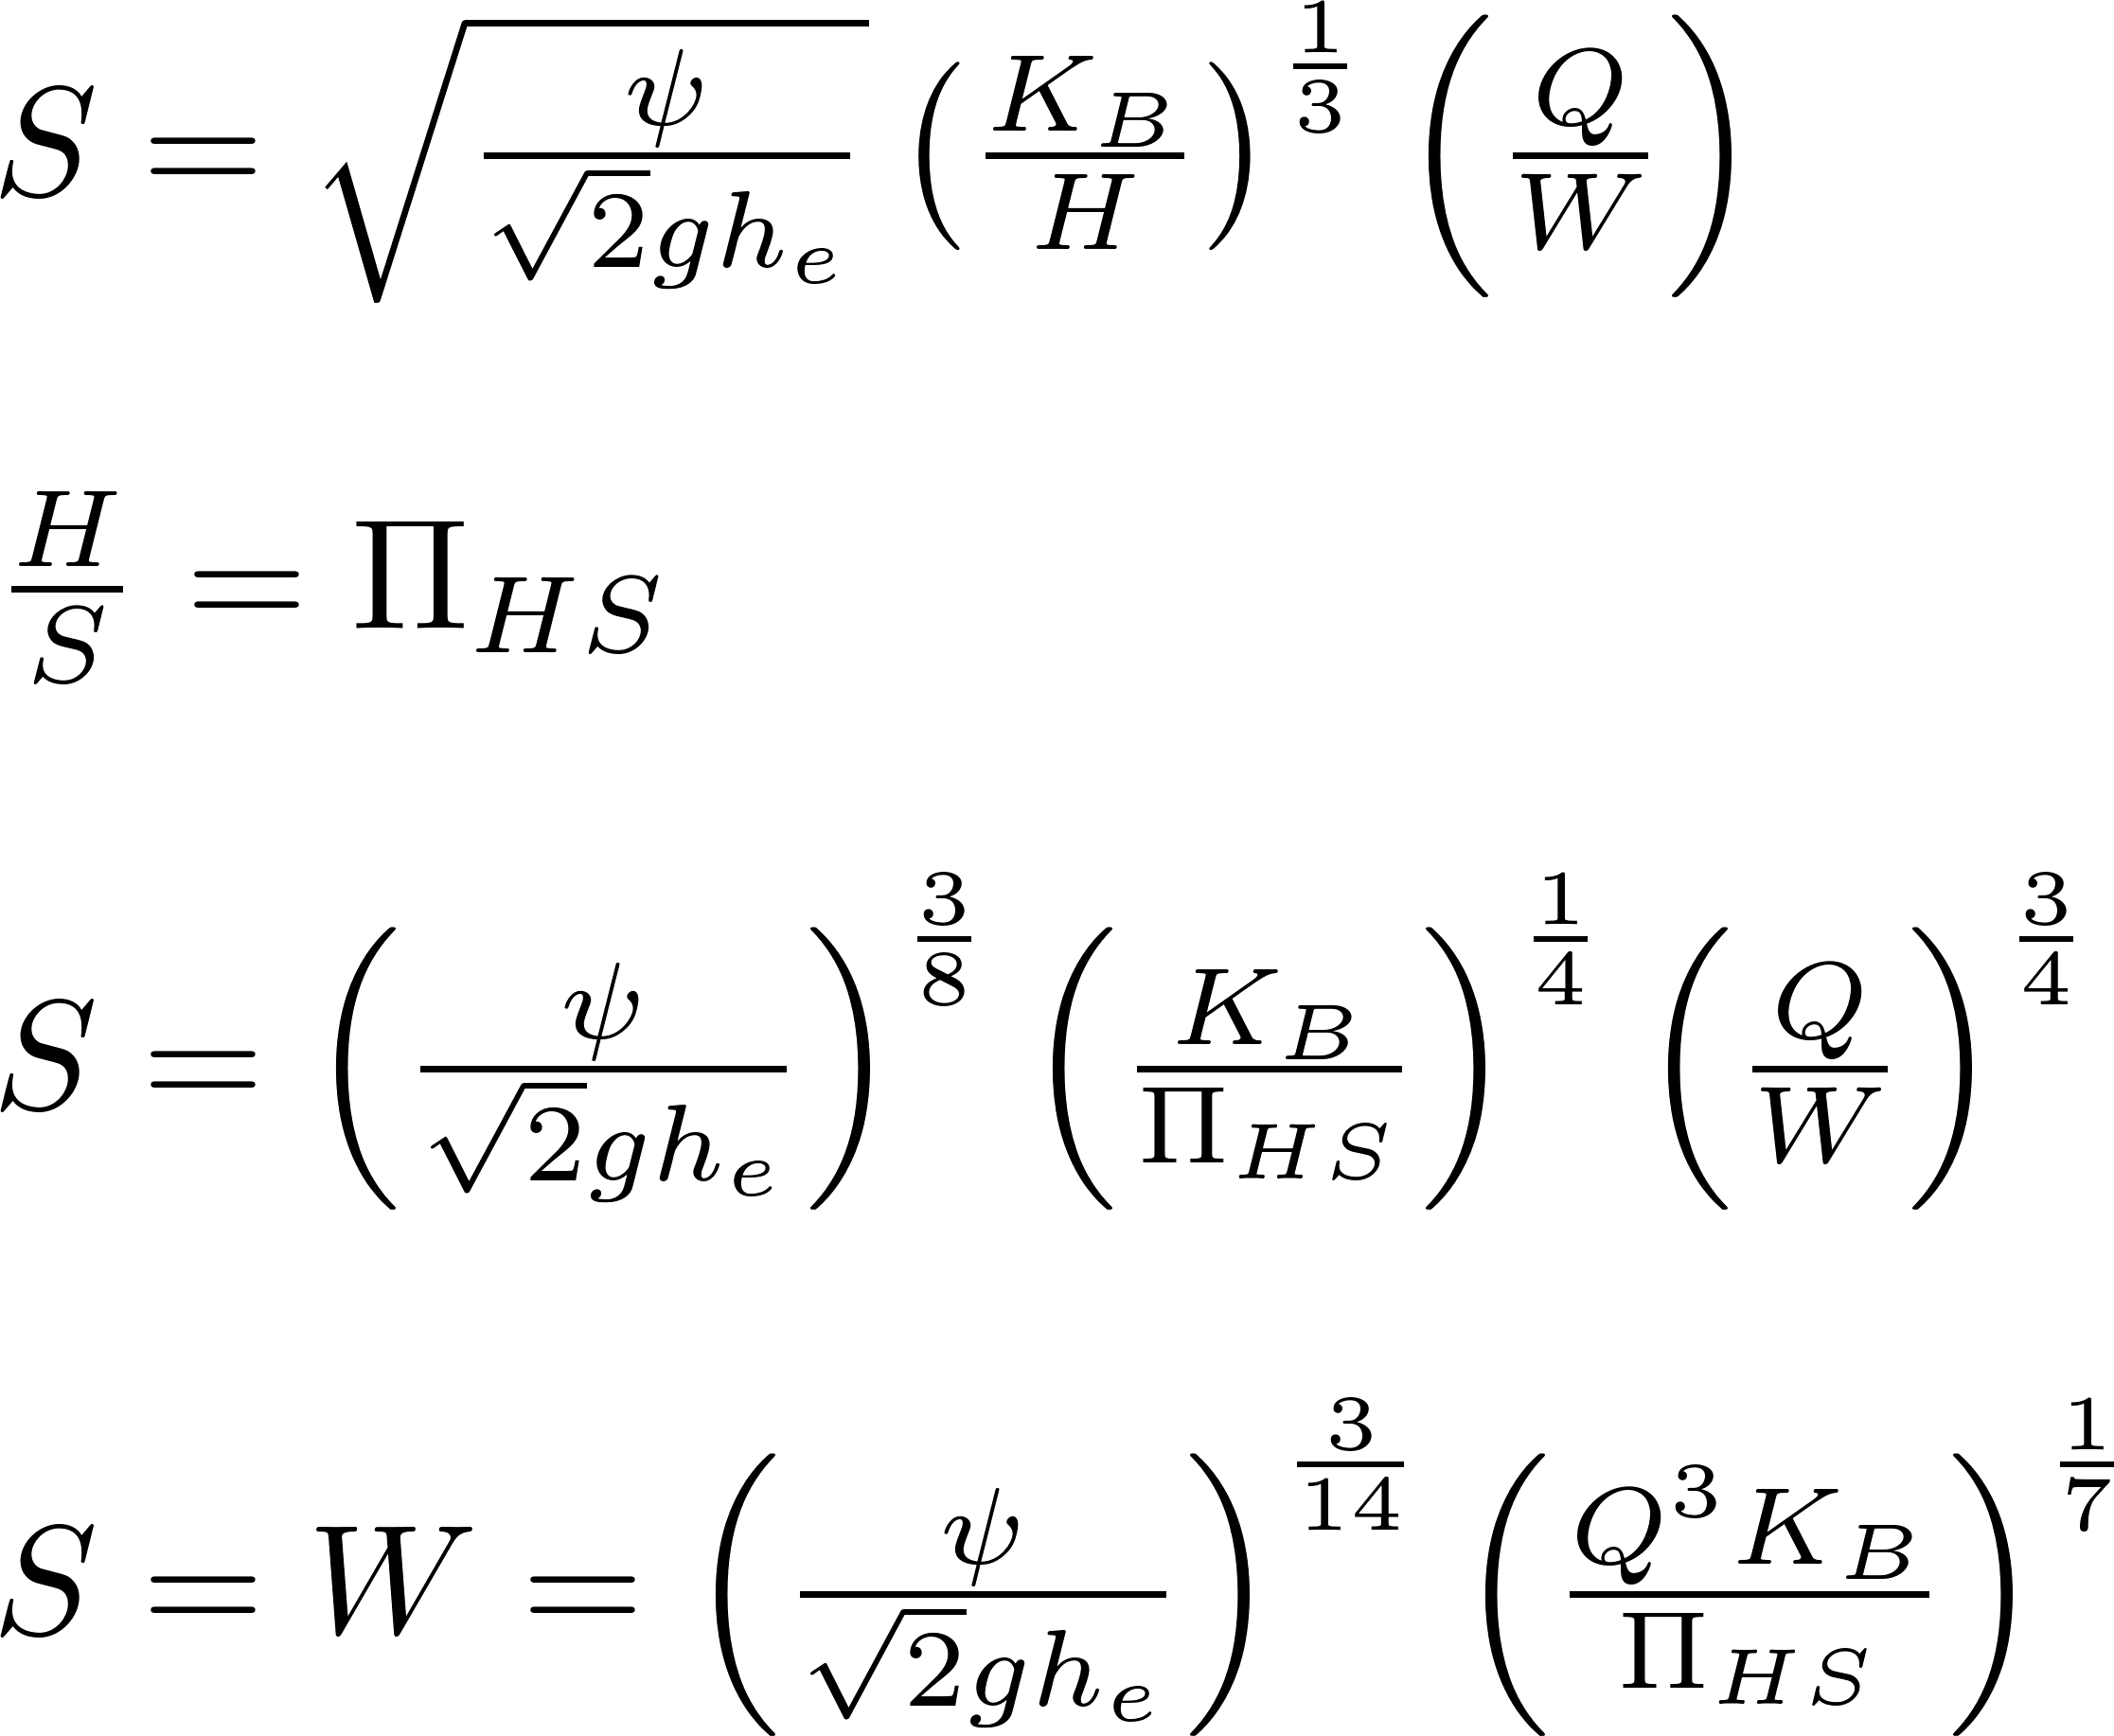 S = \sqrt{\frac{\psi}{\sqrt{2}gh_e}} \left(\frac{K_B}{H}\right)^{\frac{1}{3}} \left(\frac{Q}{W}\right)
\frac{H}{S} = \Pi_{HS}
S = \left(\frac{\psi}{\sqrt{2}gh_e}\right)^{\frac{3}{8}} \left(\frac{K_B}{\Pi_{HS}}\right)^{\frac{1}{4}} \left(\frac{Q}{W}\right)^{\frac{3}{4}}
S = W = \left(\frac{\psi}{\sqrt{2}gh_e}\right)^{\frac{3}{14}} \left(\frac{Q^3 K_B}{\Pi_{HS}}\right)^{\frac{1}{7}}